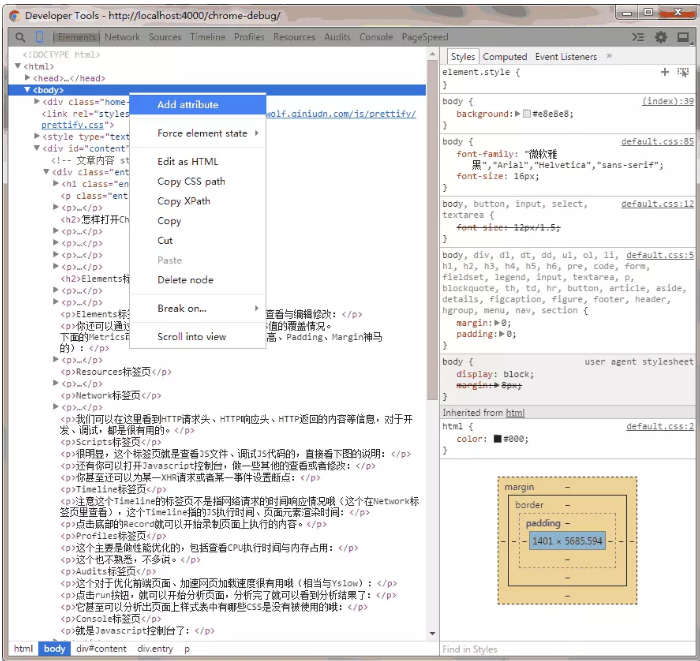 Developer Tools - http://localhost:4000/chrome-debug/
Elements Network Sources Timeline Profiles Resources Audits Console PageSpeed
<!DOCTYPE html>
▼<html>
▶<head>…</head>
▼<body>
▶<div class="home-
<link rel="styles
wolf.qiniudn.com/js/prettify/
prettify.css">
▶<style type="text
▼<div id="content"
<!-- 文章内容 st
▼<div class="entr
▶<h1 class="ent
<p class="ent
▶<p>…</p>
<h2>怎样打开Ch
▶<p>…</p>
▶<p>…</p>
▶<p>…</p>
▶<p>…</p>
<h2>Elements标
▶<p>…</p>
▶<p>…</p>
<p>Elements标
查看与编辑修改：</p>
<p>你还可以通过
值的覆盖情况。
下面的Metrics可
高、Padding、Margin神马
的）：</p>
▶<p>…</p>
<p>Resources标签页</p>
▶<p>…</p>
<p>Network标签页</p>
▶<p>…</p>
<p>我们可以在这里看到HTTP请求头、HTTP响应头、HTTP返回的内容等信息，对于开
发、调试，都是很有用的。</p>
<p>Scripts标签页</p>
<p>很明显，这个标签页就是查看JS文件、调试JS代码的，直接看下图的说明：</p>
<p>还有你可以打开Javascript控制台，做一些其他的查看或者修改：</p>
<p>你甚至还可以为某一XHR请求或者某一事件设置断点：</p>
<p>Timeline标签页</p>
<p>注意这个Timeline的标签页不是指网络请求的时间响应情况哦（这个在Network标
签页里查看），这个Timeline指的JS执行时间、页面元素渲染时间：</p>
<p>点击底部的Record就可以开始录制页面上执行的内容。</p>
<p>Profiles标签页</p>
<p>这个主要是做性能优化的，包括查看CPU执行时间与内存占用：</p>
<p>这个也不熟悉，不多说。</p>
<p>Audits标签页</p>
<p>这个对于优化前端页面、加速网页加载速度很有用哦（相当与Yslow）：</p>
<p>点击run按钮，就可以开始分析页面，分析完了就可以看到分析结果了：</p>
<p>它甚至可以分析出页面上样式表中有哪些CSS是没有被使用的哦：</p>
<p>Console标签页</p>
<p>就是Javascript控制台了：</p>
html body div#content div.entry p
Add attribute
Force element state
Edit as HTML
Copy CSS path
Copy XPath
Copy
Cut
Paste
Delete node
Break on...
Scroll into view
Styles Computed Event Listeners »
element.style {
}
body { (index):39
background:▶ #e8e8e8;
}
body { default.css:85
font-family: "微软雅
黑","Arial","Helvetica","sans-serif";
font-size: 16px;
}
body, button, input, select, default.css:12
textarea {
font-size: 12px/1.5;
}
body, div, dl, dt, dd, ul, ol, li, default.css:5
h1, h2, h3, h4, h5, h6, pre, code, form,
fieldset, legend, input, textarea, p,
blockquote, th, td, hr, button, article, aside,
details, figcaption, figure, footer, header,
hgroup, menu, nav, section {
margin:▶0;
padding:▶0;
}
body { user agent stylesheet
display: block;
margin:▶8px;
}
Inherited from html
html { default.css:2
color: #000;
}
margin –
border –
padding –
– – – 1401 × 5685.594 – – –
–
–
–
Find in Styles